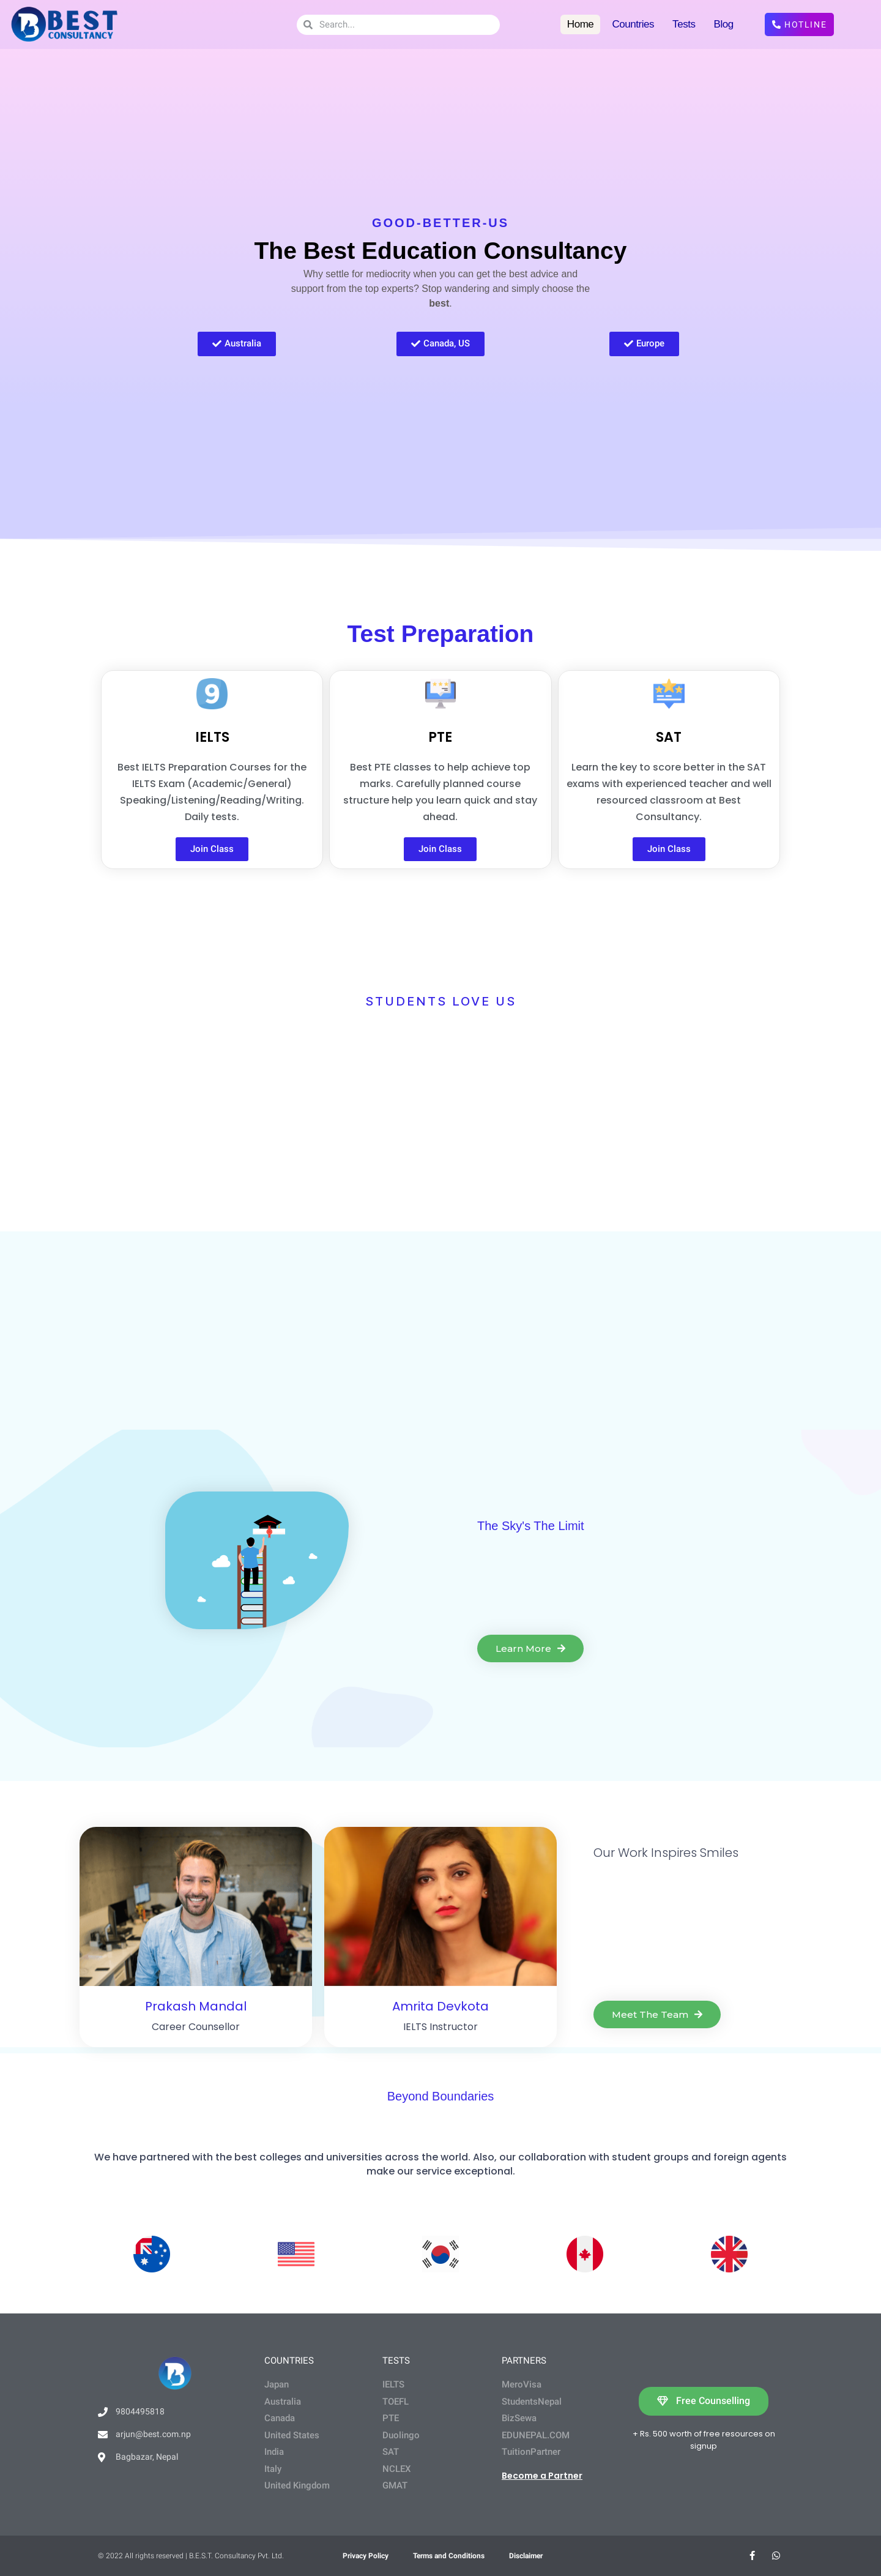 BEST
CONSULTANCY
Search...
Home
Countries
Tests
Blog
HOTLINE
GOOD-BETTER-US
The Best Education Consultancy
Why settle for mediocrity when you can get the best advice and
support from the top experts? Stop wandering and simply choose the
best.
Australia
Canada, US
Europe
Test Preparation
9
IELTS
Best IELTS Preparation Courses for the
IELTS Exam (Academic/General)
Speaking/Listening/Reading/Writing.
Daily tests.
Join Class
PTE
Best PTE classes to help achieve top
marks. Carefully planned course
structure help you learn quick and stay
ahead.
Join Class
SAT
Learn the key to score better in the SAT
exams with experienced teacher and well
resourced classroom at Best
Consultancy.
Join Class
STUDENTS LOVE US
The Sky's The Limit
Learn More
Prakash Mandal
Career Counsellor
Amrita Devkota
IELTS Instructor
Our Work Inspires Smiles
Meet The Team
Beyond Boundaries
We have partnered with the best colleges and universities across the world. Also, our collaboration with student groups and foreign agents
make our service exceptional.
9804495818
arjun@best.com.np
Bagbazar, Nepal
COUNTRIES
Japan
Australia
Canada
United States
India
Italy
United Kingdom
TESTS
IELTS
TOEFL
PTE
Duolingo
SAT
NCLEX
GMAT
PARTNERS
MeroVisa
StudentsNepal
BizSewa
EDUNEPAL.COM
TuitionPartner
Become a Partner
Free Counselling
+ Rs. 500 worth of free resources on
signup
© 2022 All rights reserved | B.E.S.T. Consultancy Pvt. Ltd.
Privacy Policy
Terms and Conditions
Disclaimer